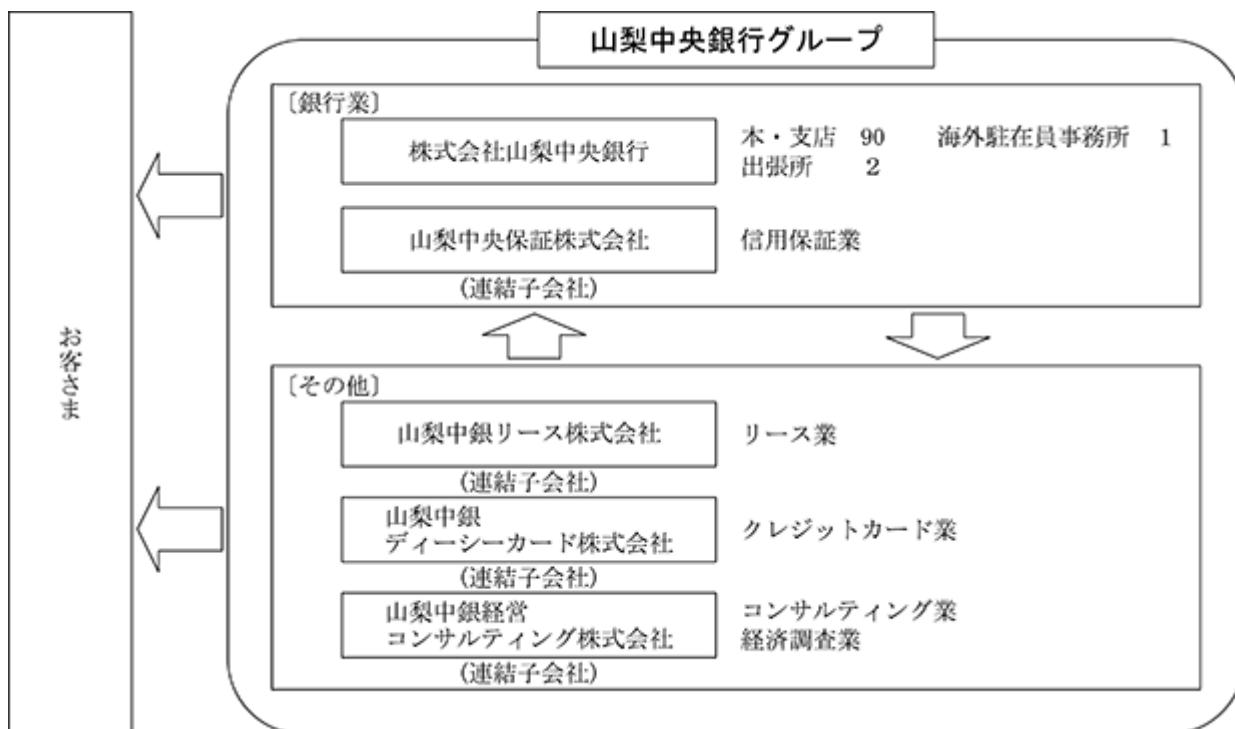 山梨中央銀行グループ
〔銀行業〕
株式会社山梨中央銀行
本・支店 90 海外駐在員事務所 1
出張所 2
山梨中央保証株式会社
信用保証業
(連結子会社)
お客さま
〔その他〕
山梨中銀リース株式会社
リース業
(連結子会社)
山梨中銀
ディーシーカード株式会社
クレジットカード業
(連結子会社)
山梨中銀経営
コンサルティング株式会社
コンサルティング業
経済調査業
(連結子会社)